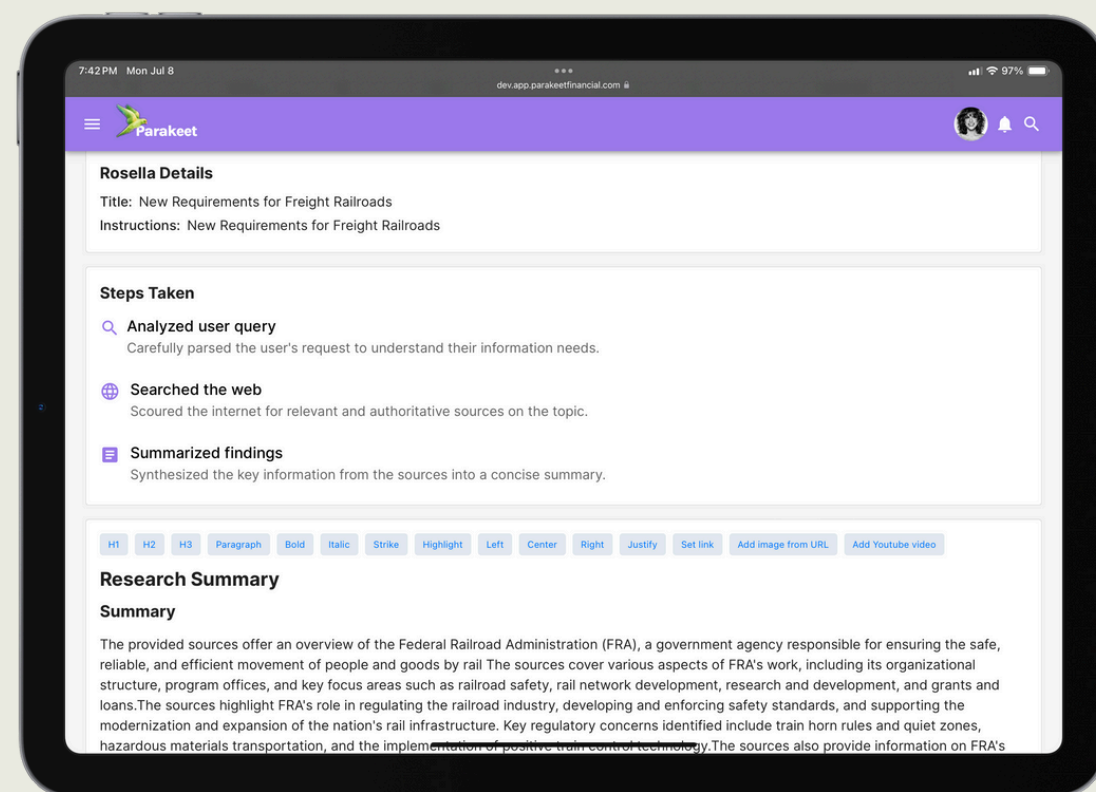 7:42 PM Mon Jul 8
97%
dev.app.parakeetfinancial.com
Parakeet
Rosella Details
Title: New Requirements for Freight Railroads
Instructions: New Requirements for Freight Railroads
Steps Taken
Analyzed user query
Carefully parsed the user's request to understand their information needs.
Searched the web
Scoured the internet for relevant and authoritative sources on the topic.
Summarized findings
Synthesized the key information from the sources into a concise summary.
H1 H2 H3 Paragraph Bold Italic Strike Highlight Left Center Right Justify Set link Add image from URL Add Youtube video
Research Summary
Summary
The provided sources offer an overview of the Federal Railroad Administration (FRA), a government agency responsible for ensuring the safe,
reliable, and efficient movement of people and goods by rail The sources cover various aspects of FRA's work, including its organizational
structure, program offices, and key focus areas such as railroad safety, rail network development, research and development, and grants and
loans.The sources highlight FRA's role in regulating the railroad industry, developing and enforcing safety standards, and supporting the
modernization and expansion of the nation's rail infrastructure. Key regulatory concerns identified include train horn rules and quiet zones,
hazardous materials transportation, and the implementation of positive train control technology.The sources also provide information on FRA's